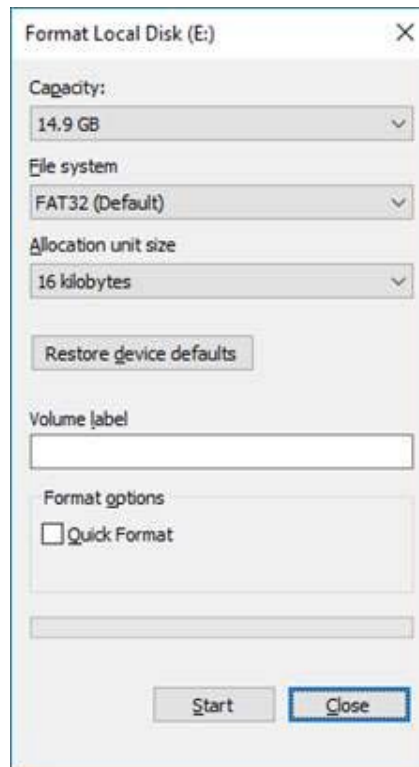 Format Local Disk (E:)
Capacity:
14.9 GB
File system
FAT32 (Default)
Allocation unit size
16 kilobytes
Restore device defaults
Volume label
Format options
Quick Format
Start Close